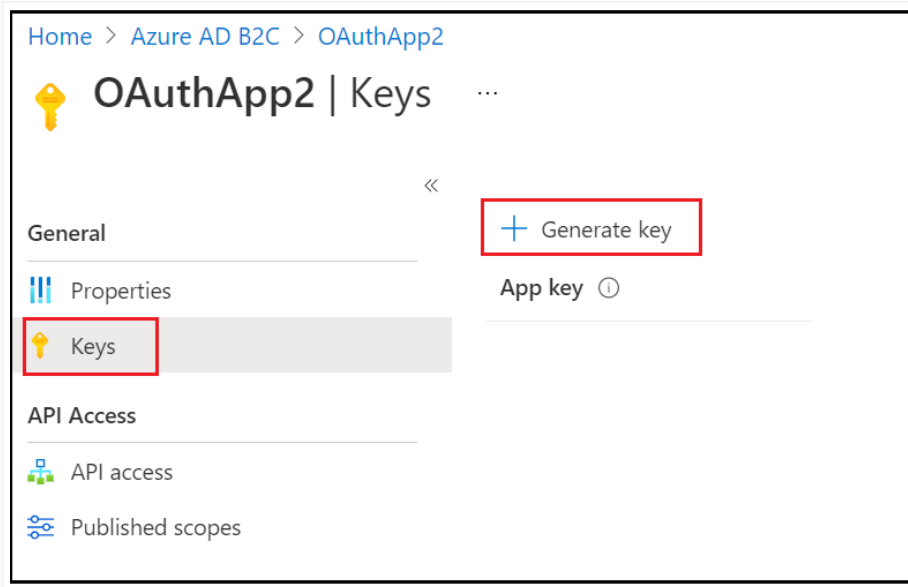 Home > Azure AD B2C > OAuthApp2
OAuthApp2 | Keys ...
«
General
+ Generate key
App key
Properties
Keys
API Access
API access
Published scopes